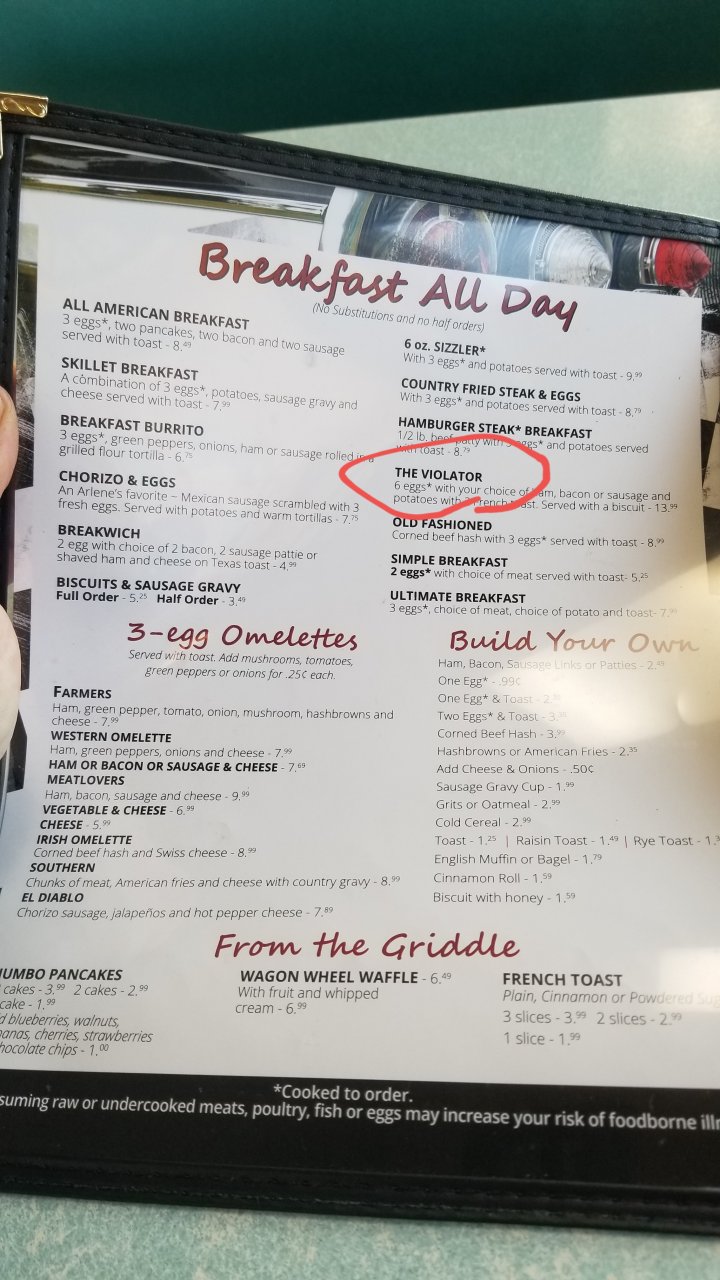 Breakfast All Day
(No Substitutions and no half orders)
ALL AMERICAN BREAKFAST
3 eggs*, two pancakes, two bacon and two sausage
served with toast - 8.49
SKILLET BREAKFAST
A combination of 3 eggs*, potatoes, sausage gravy and
cheese served with toast - 7.99
BREAKFAST BURRITO
3 eggs*, green peppers, onions, ham or sausage rolled in a
grilled flour tortilla - 6.75
CHORIZO & EGGS
An Arlene's favorite ~ Mexican sausage scrambled with 3
fresh eggs. Served with potatoes and warm tortillas - 7.75
BREAKWICH
2 egg with choice of 2 bacon, 2 sausage pattie or
shaved ham and cheese on Texas toast - 4.99
BISCUITS & SAUSAGE GRAVY
Full Order - 5.25 Half Order - 3.49
6 oz. SIZZLER*
With 3 eggs* and potatoes served with toast - 9.99
COUNTRY FRIED STEAK & EGGS
With 3 eggs* and potatoes served with toast - 8.79
HAMBURGER STEAK* BREAKFAST
1/2 lb. beef patty with 3 eggs* and potatoes served
with toast - 8.79
THE VIOLATOR
6 eggs* with your choice of ham, bacon or sausage and
potatoes with French toast. Served with a biscuit - 13.99
OLD FASHIONED
Corned beef hash with 3 eggs* served with toast - 8.99
SIMPLE BREAKFAST
2 eggs* with choice of meat served with toast- 5.25
ULTIMATE BREAKFAST
3 eggs*, choice of meat, choice of potato and toast-
3-egg Omelettes
Served with toast. Add mushrooms, tomatoes,
green peppers or onions for .25¢ each.
FARMERS
Ham, green pepper, tomato, onion, mushroom, hashbrowns and
cheese - 7.99
WESTERN OMELETTE
Ham, green peppers, onions and cheese - 7.99
HAM OR BACON OR SAUSAGE & CHEESE - 7.69
MEATLOVERS
Ham, bacon, sausage and cheese - 9.99
VEGETABLE & CHEESE - 6.99
CHEESE - 5.99
IRISH OMELETTE
Corned beef hash and Swiss cheese - 8.99
SOUTHERN
Chunks of meat, American fries and cheese with country gravy - 8.99
EL DIABLO
Chorizo sausage, jalapeños and hot pepper cheese - 7.89
Build Your Own
Ham, Bacon, Sausage Links or Patties - 2.49
One Egg* - .99¢
One Egg* & Toast -
Two Eggs* & Toast -
Corned Beef Hash - 3.99
Hashbrowns or American Fries - 2.35
Add Cheese & Onions - .50¢
Sausage Gravy Cup - 1.99
Grits or Oatmeal - 2.99
Cold Cereal - 2.99
Toast - 1.25 | Raisin Toast - 1.49 | Rye Toast -
English Muffin or Bagel - 1.79
Cinnamon Roll - 1.59
Biscuit with honey - 1.59
From the Griddle
JUMBO PANCAKES
cakes - 3.99 2 cakes - 2.99
cake - 1.99
blueberries, walnuts,
cherries, strawberries
chips - 1.00
WAGON WHEEL WAFFLE - 6.49
With fruit and whipped
cream - 6.99
FRENCH TOAST
Plain, Cinnamon or Powdered
3 slices - 3.99 2 slices - 2.99
1 slice - 1.99
*Cooked to order.
raw or undercooked meats, poultry, fish or eggs may increase your risk of foodborne